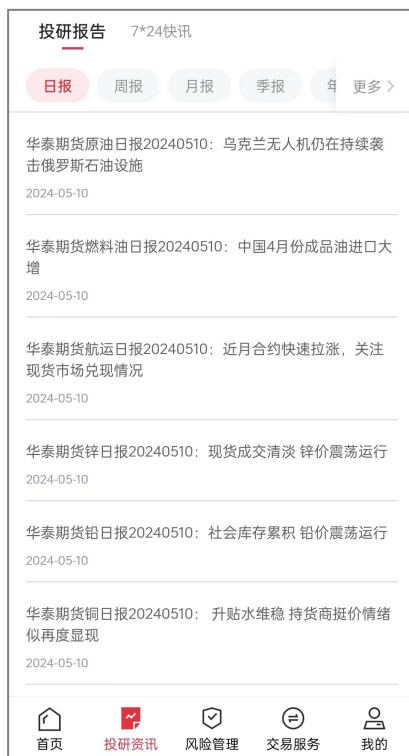 投研报告 7*24快讯
日报 周报 月报 季报 更多 >
华泰期货原油日报20240510：乌克兰无人机仍在持续袭
击俄罗斯石油设施
2024-05-10
华泰期货燃料油日报20240510：中国4月份成品油进口大
增
2024-05-10
华泰期货航运日报20240510：近月合约快速拉涨，关注
现货市场兑现情况
2024-05-10
华泰期货锌日报20240510：现货成交清淡 锌价震荡运行
2024-05-10
华泰期货铅日报20240510：社会库存累积 铅价震荡运行
2024-05-10
华泰期货铜日报20240510： 升贴水维稳 持货商挺价情绪
似再度显现
2024-05-10
首页 投研资讯 风险管理 交易服务 我的